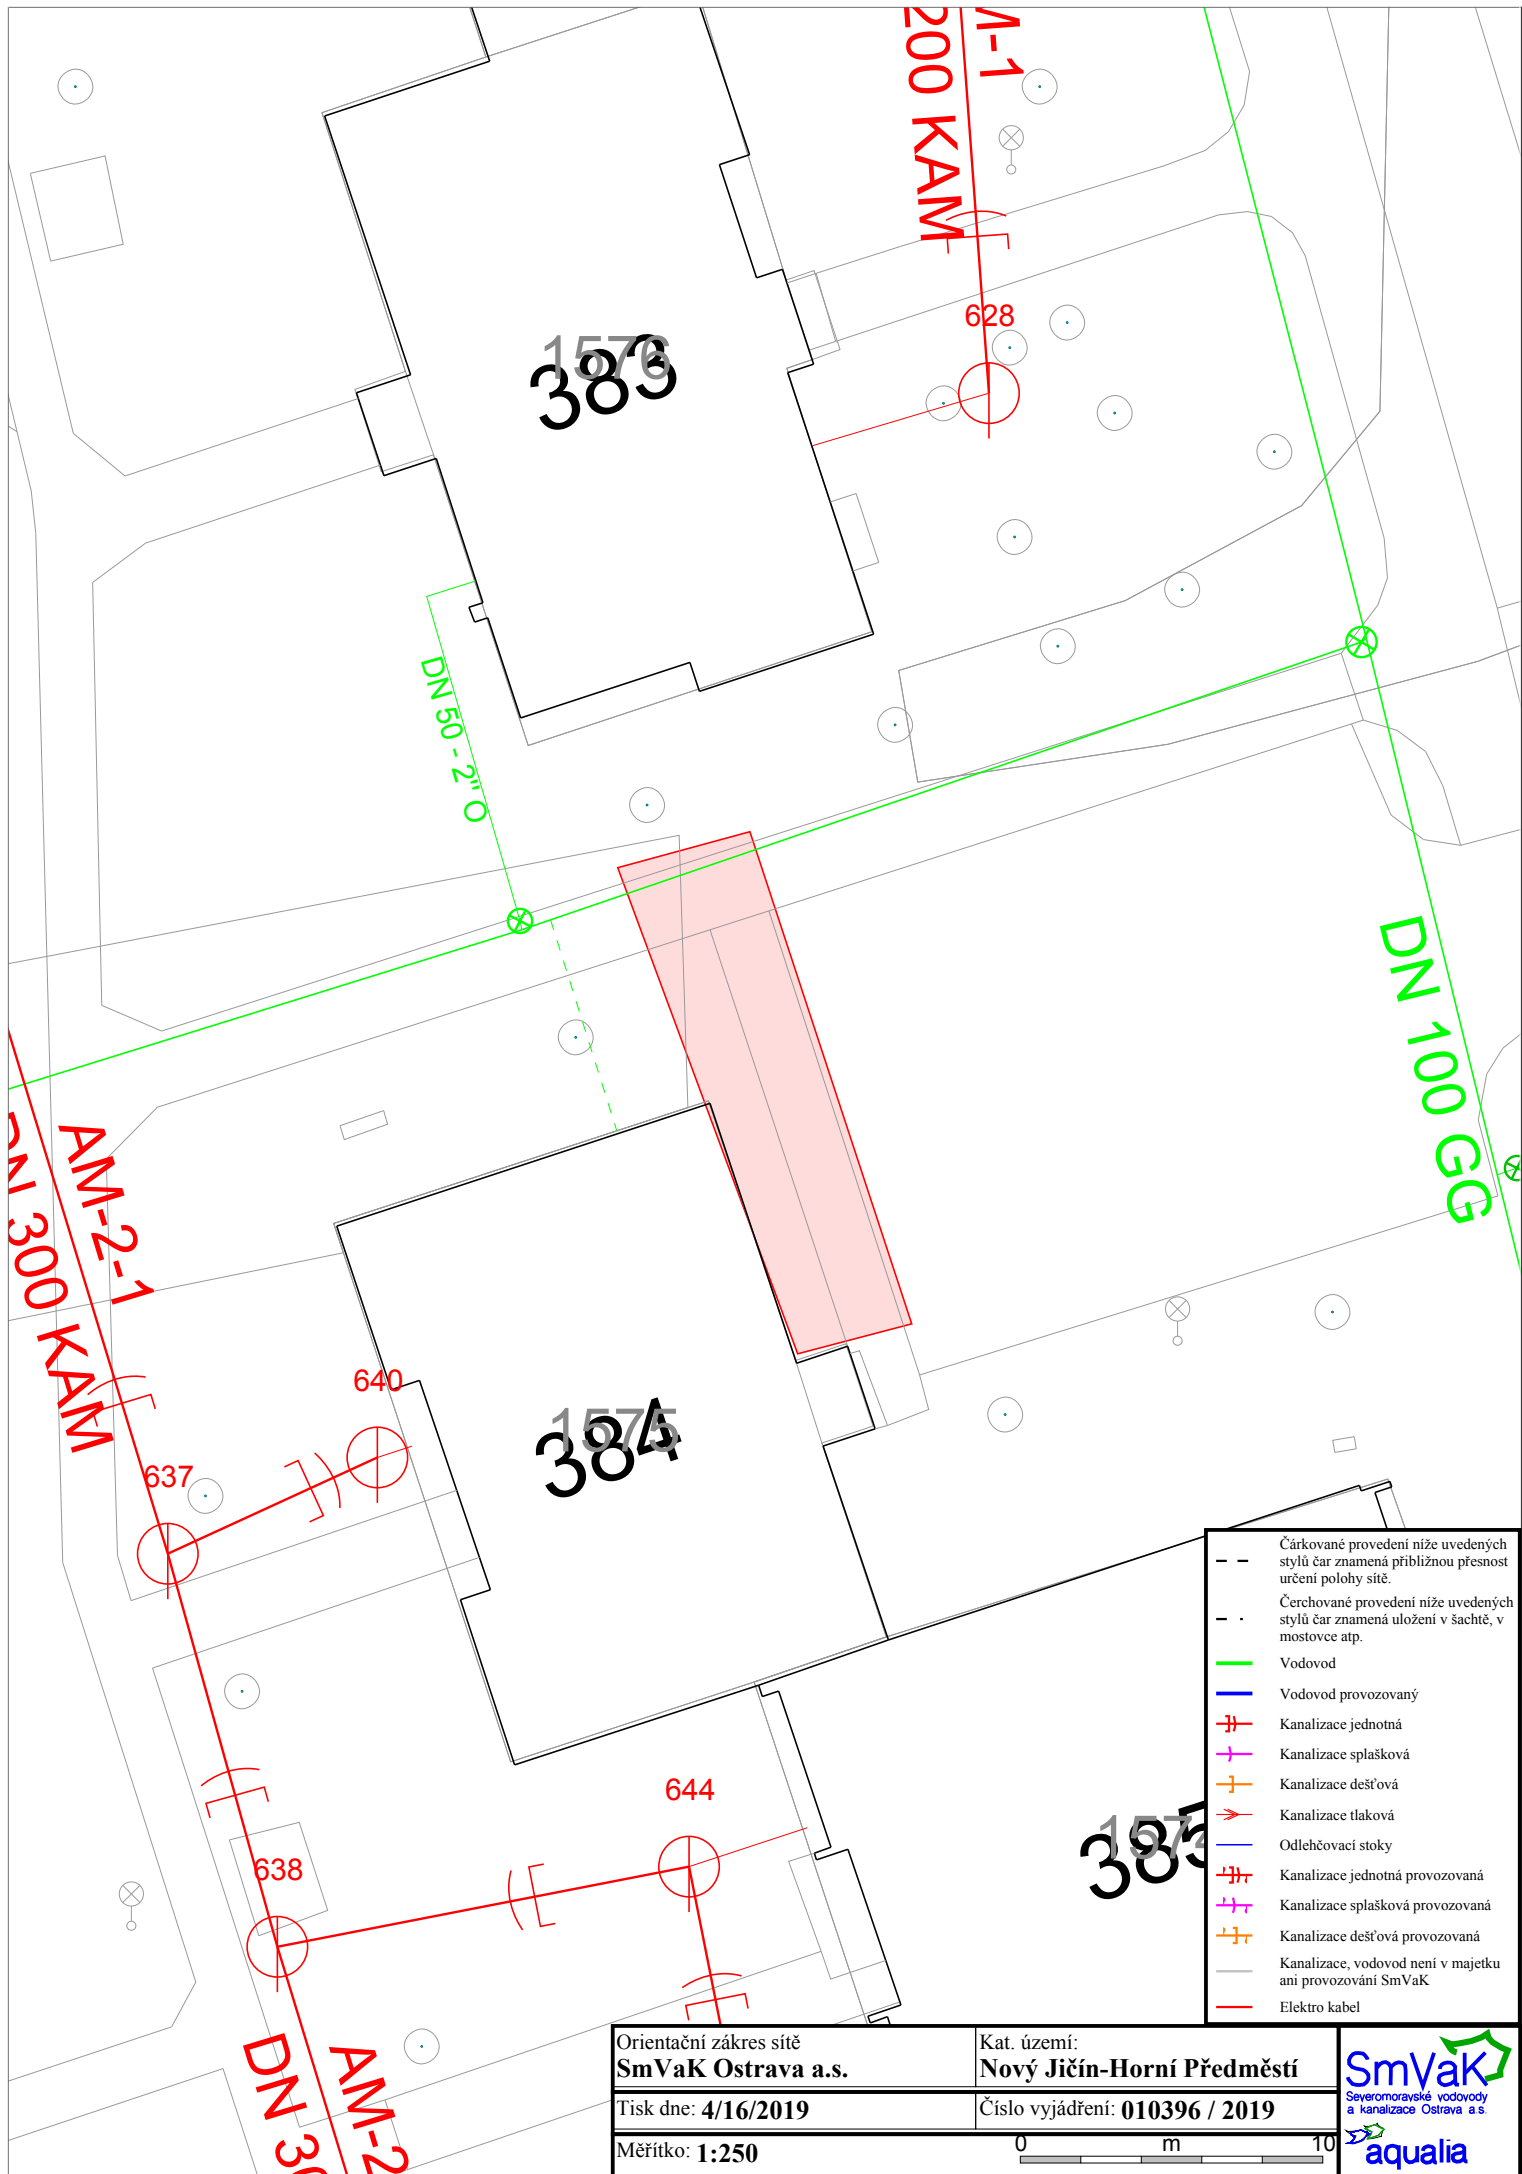 M-1
200 KAM
628
1576
383
DN 50 - 2" O
DN 100 GG
AM-2-1
DN 300 KAM
640
637
1575
384
644
638
1574
385
AM-2
DN 30
Čárkované provedení níže uvedených
stylů čar znamená přibližnou přesnost
určení polohy sítě.
Čerchované provedení níže uvedených
stylů čar znamená uložení v šachtě, v
mostovce atp.
Vodovod
Vodovod provozovaný
Kanalizace jednotná
Kanalizace splašková
Kanalizace dešťová
Kanalizace tlaková
Odlehčovací stoky
Kanalizace jednotná provozovaná
Kanalizace splašková provozovaná
Kanalizace dešťová provozovaná
Kanalizace, vodovod není v majetku
ani provozování SmVaK
Elektro kabel
Orientační zákres sítě
SmVaK Ostrava a.s.
Kat. území:
Nový Jičín-Horní Předměstí
Tisk dne: 4/16/2019
Číslo vyjádření: 010396 / 2019
Měřítko: 1:250
0 m 10
SmVaK
Severomoravské vodovody
a kanalizace Ostrava a.s.
aqualia